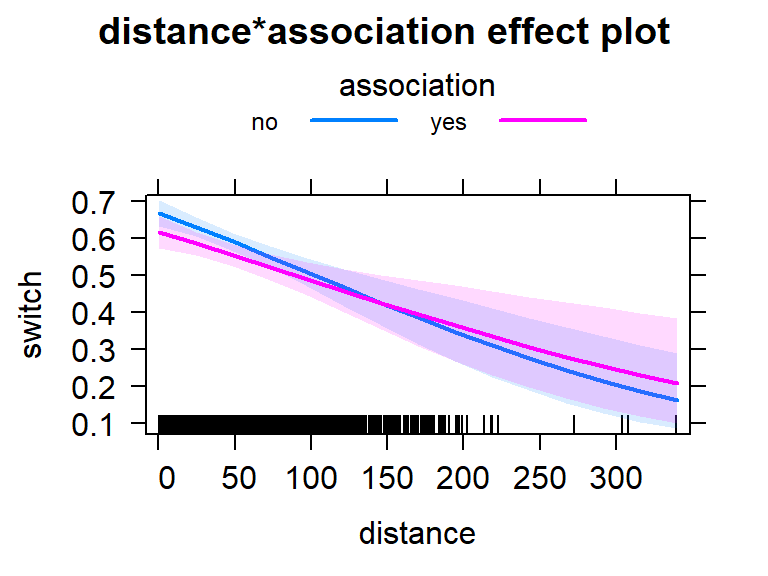 distance*association effect plot
association
no yes
0.7
0.6
0.5
0.4
0.3
0.2
0.1
switch
0 50 100 150 200 250 300
distance